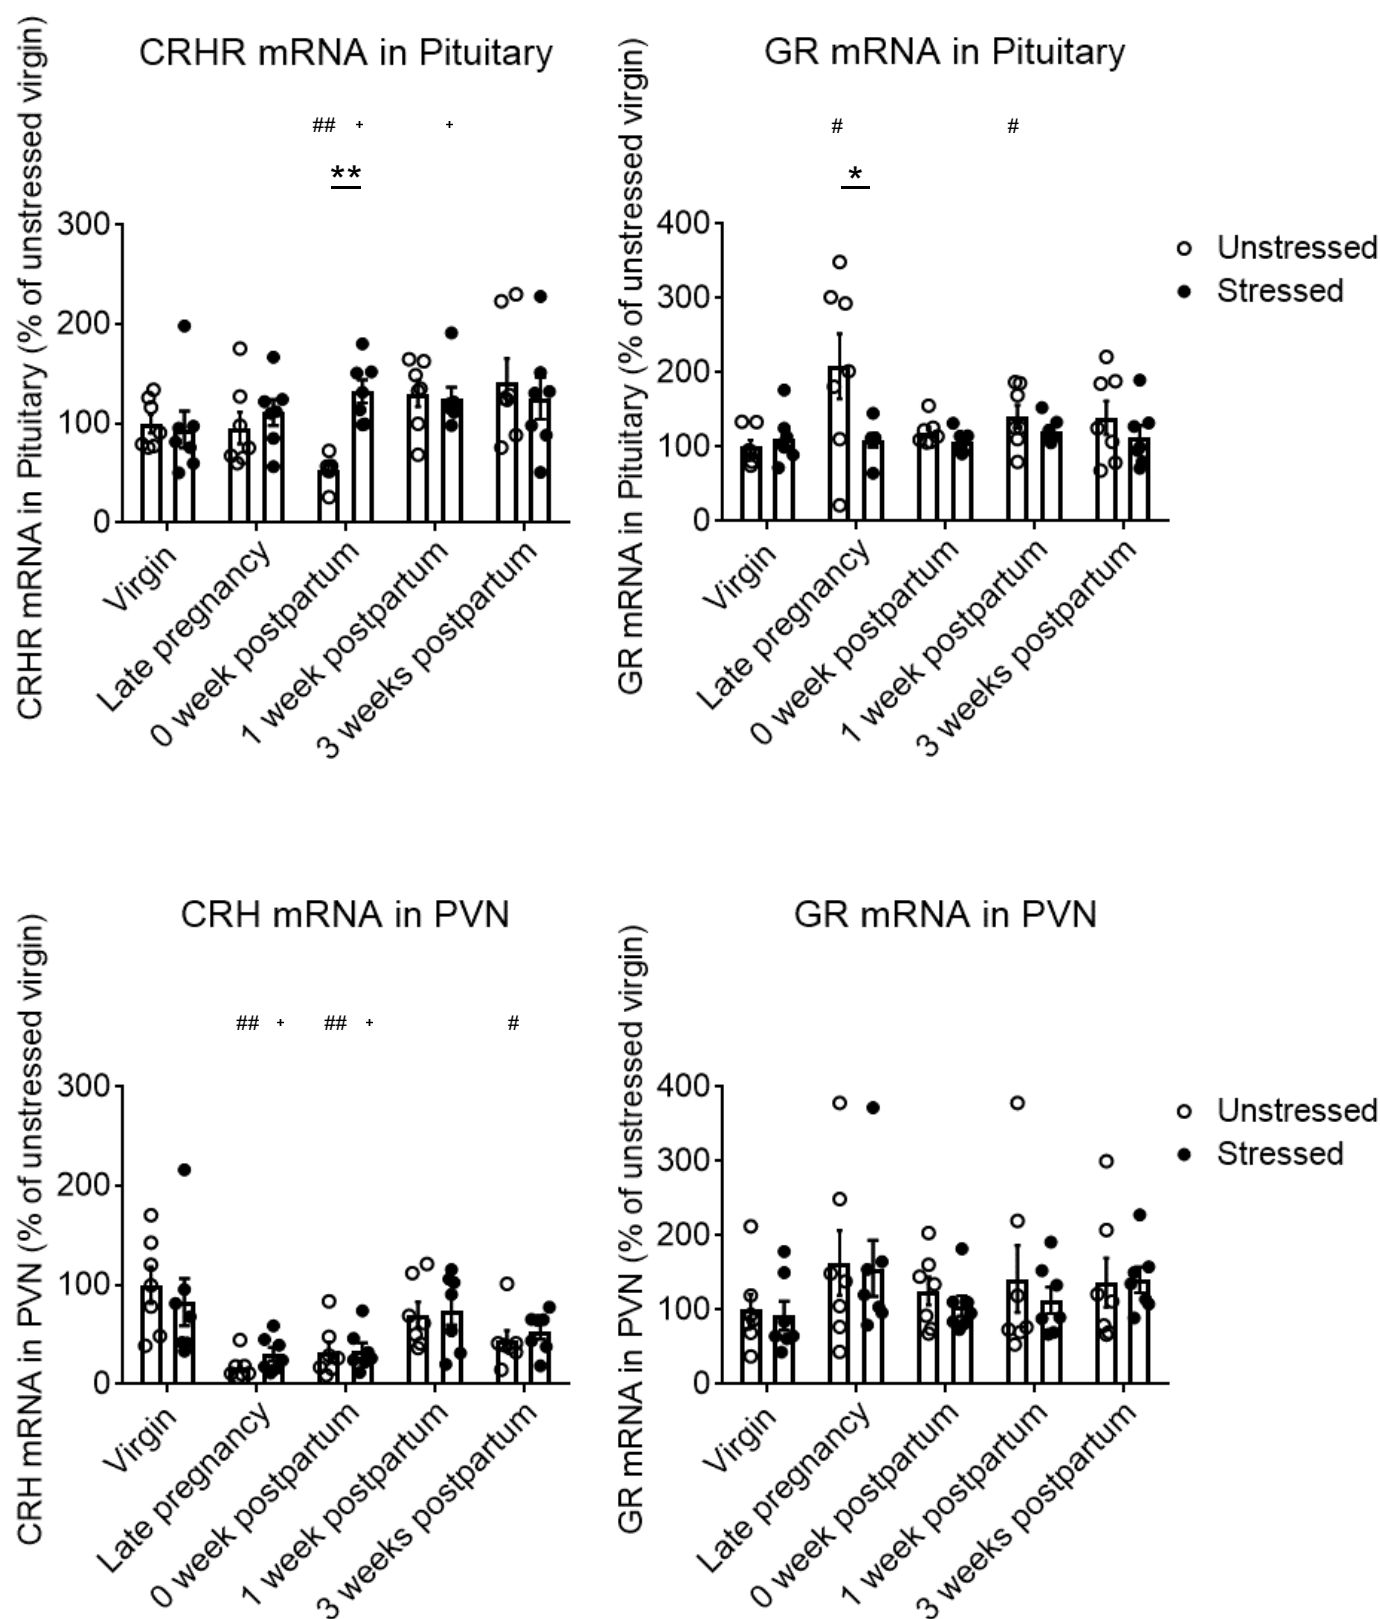 CRHR mRNA in Pituitary
CRHR mRNA in Pituitary (% of unstressed virgin)
## + +
**
300
200
100
0
Virgin
Late pregnancy
0 week postpartum
1 week postpartum
3 weeks postpartum
GR mRNA in Pituitary
GR mRNA in Pituitary (% of unstressed virgin)
# #
*
400
300
200
100
0
Virgin
Late pregnancy
0 week postpartum
1 week postpartum
3 weeks postpartum
Unstressed
Stressed
CRH mRNA in PVN
CRH mRNA in PVN (% of unstressed virgin)
## + ## + #
300
200
100
0
Virgin
Late pregnancy
0 week postpartum
1 week postpartum
3 weeks postpartum
GR mRNA in PVN
GR mRNA in PVN (% of unstressed virgin)
400
300
200
100
0
Virgin
Late pregnancy
0 week postpartum
1 week postpartum
3 weeks postpartum
Unstressed
Stressed